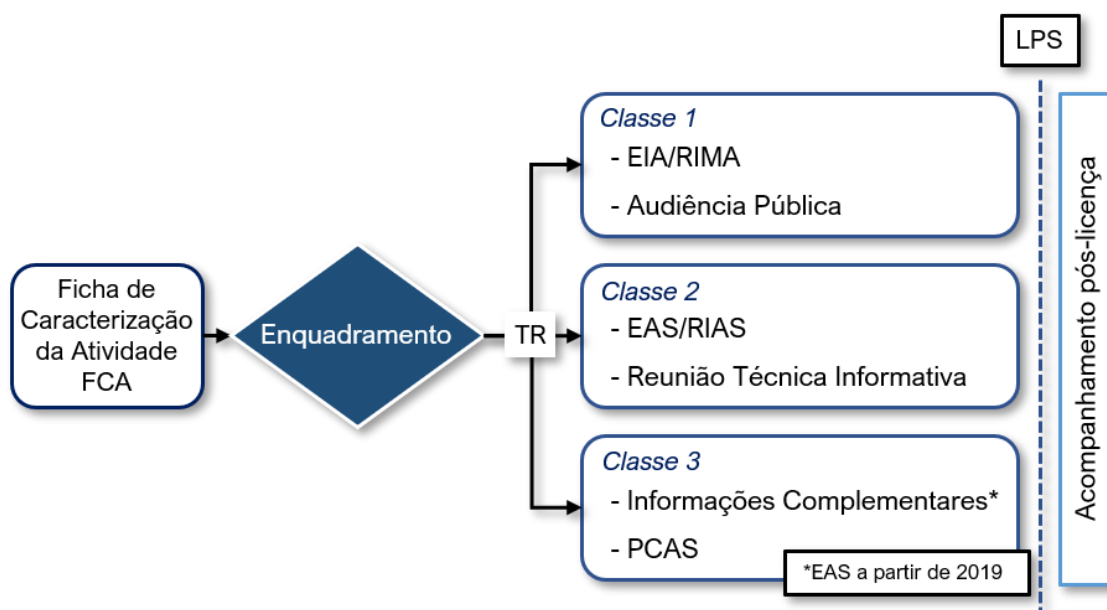 LPS
Ficha de
Caracterização
da Atividade
FCA
Enquadramento
TR
Classe 1
- EIA/RIMA
- Audiência Pública
Classe 2
- EAS/RIAS
- Reunião Técnica Informativa
Classe 3
- Informações Complementares*
- PCAS
*EAS a partir de 2019
Acompanhamento pós-licença